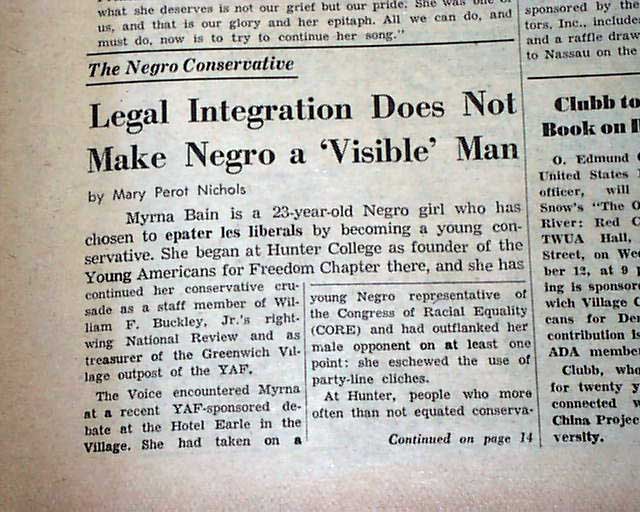 what she deserves is not our grief but our pride. She was one of
us, and that is our glory and her epitaph. All we can do, and
must do, now is to try to continue her song."
The Negro Conservative
Legal Integration Does Not
Make Negro a 'Visible' Man
by Mary Perot Nichols
Myrna Bain is a 23-year-old Negro girl who has
chosen to epater les liberals by becoming a young con-
servative. She began at Hunter College as founder of the
Young Americans for Freedom Chapter there, and she has
continued her conservative cru-
sade as a staff member of Wil-
liam F. Buckley, Jr.'s right-
wing National Review and as
treasurer of the Greenwich Vil-
lage outpost of the YAF.
The Voice encountered Myrna
at a recent YAF-sponsored de-
bate at the Hotel Earle in the
Village. She had taken on a
young Negro representative of
the Congress of Racial Equality
(CORE) and had outflanked her
male opponent on at least one
point: she eschewed the use of
party-line cliches.
At Hunter, people who more
often than not equated conserva-
Continued on page 14
sponsored by the
tors, Inc., include
and a raffle draw
to Nassau on the
Clubb to
Book on
O. Edmund C
United States
officer, will
Snow's "The O
River: Red C
TWUA Hall,
Street, on We
ber 12, at 9
ing is sponsore
wich Village C
cans for Der
contribution is
ADA membe
Clubb, who
for twenty y
connected w
China Projec
versity.